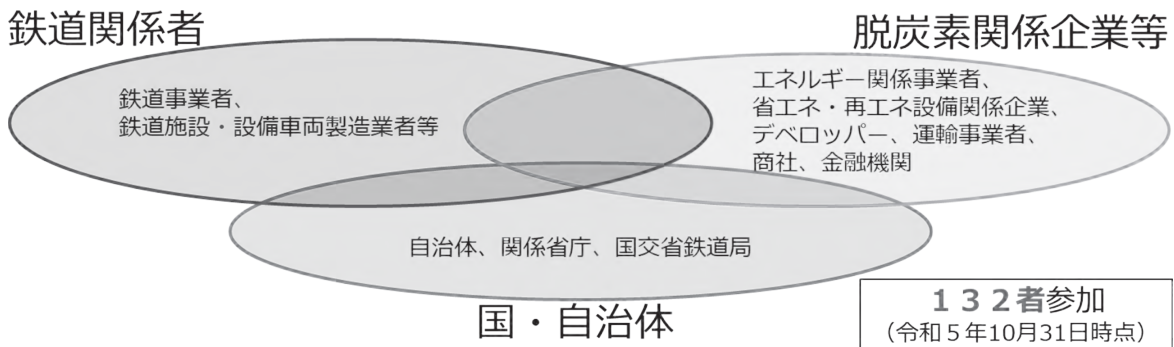 鉄道関係者
脱炭素関係企業等
鉄道事業者、
鉄道施設・設備車両製造業者等
エネルギー関係事業者、
省エネ・再エネ設備関係企業、
デベロッパー、運輸事業者、
商社、金融機関
自治体、関係省庁、国交省鉄道局
国・自治体
１３２者参加
（令和５年10月31日時点）